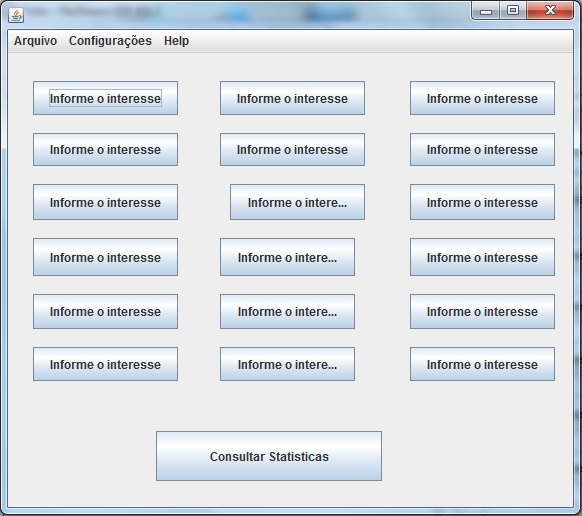 Arquivo Configurações Help
Informe o interesse Informe o interesse Informe o interesse
Informe o interesse Informe o interesse Informe o interesse
Informe o interesse Informe o intere... Informe o interesse
Informe o interesse Informe o intere... Informe o interesse
Informe o interesse Informe o intere... Informe o interesse
Informe o interesse Informe o intere... Informe o interesse
Consultar Statisticas